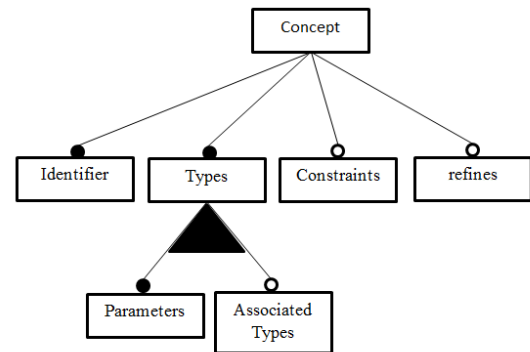 Concept
Identifier
Types
Constraints
refines
Parameters
Associated
Types